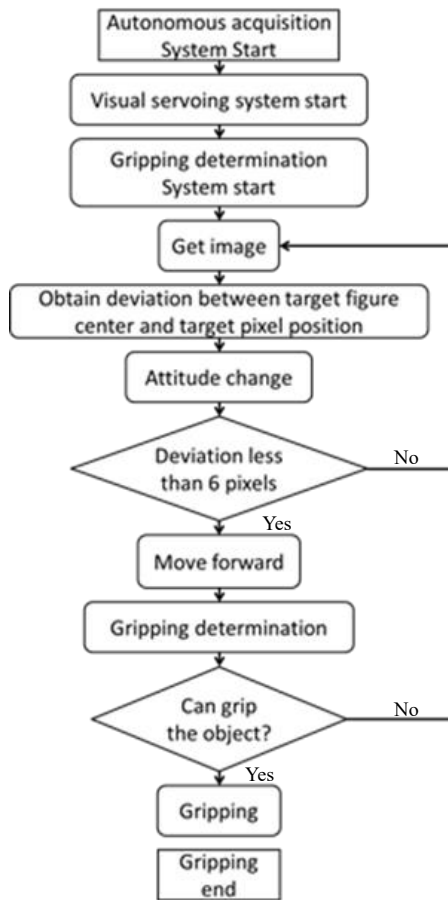 Autonomous acquisition
System Start
Visual servoing system start
Gripping determination
System start
Get image
Obtain deviation between target figure
center and target pixel position
Attitude change
Deviation less
than 6 pixels
No
Yes
Move forward
Gripping determination
Can grip
the object?
No
Yes
Gripping
Gripping
end